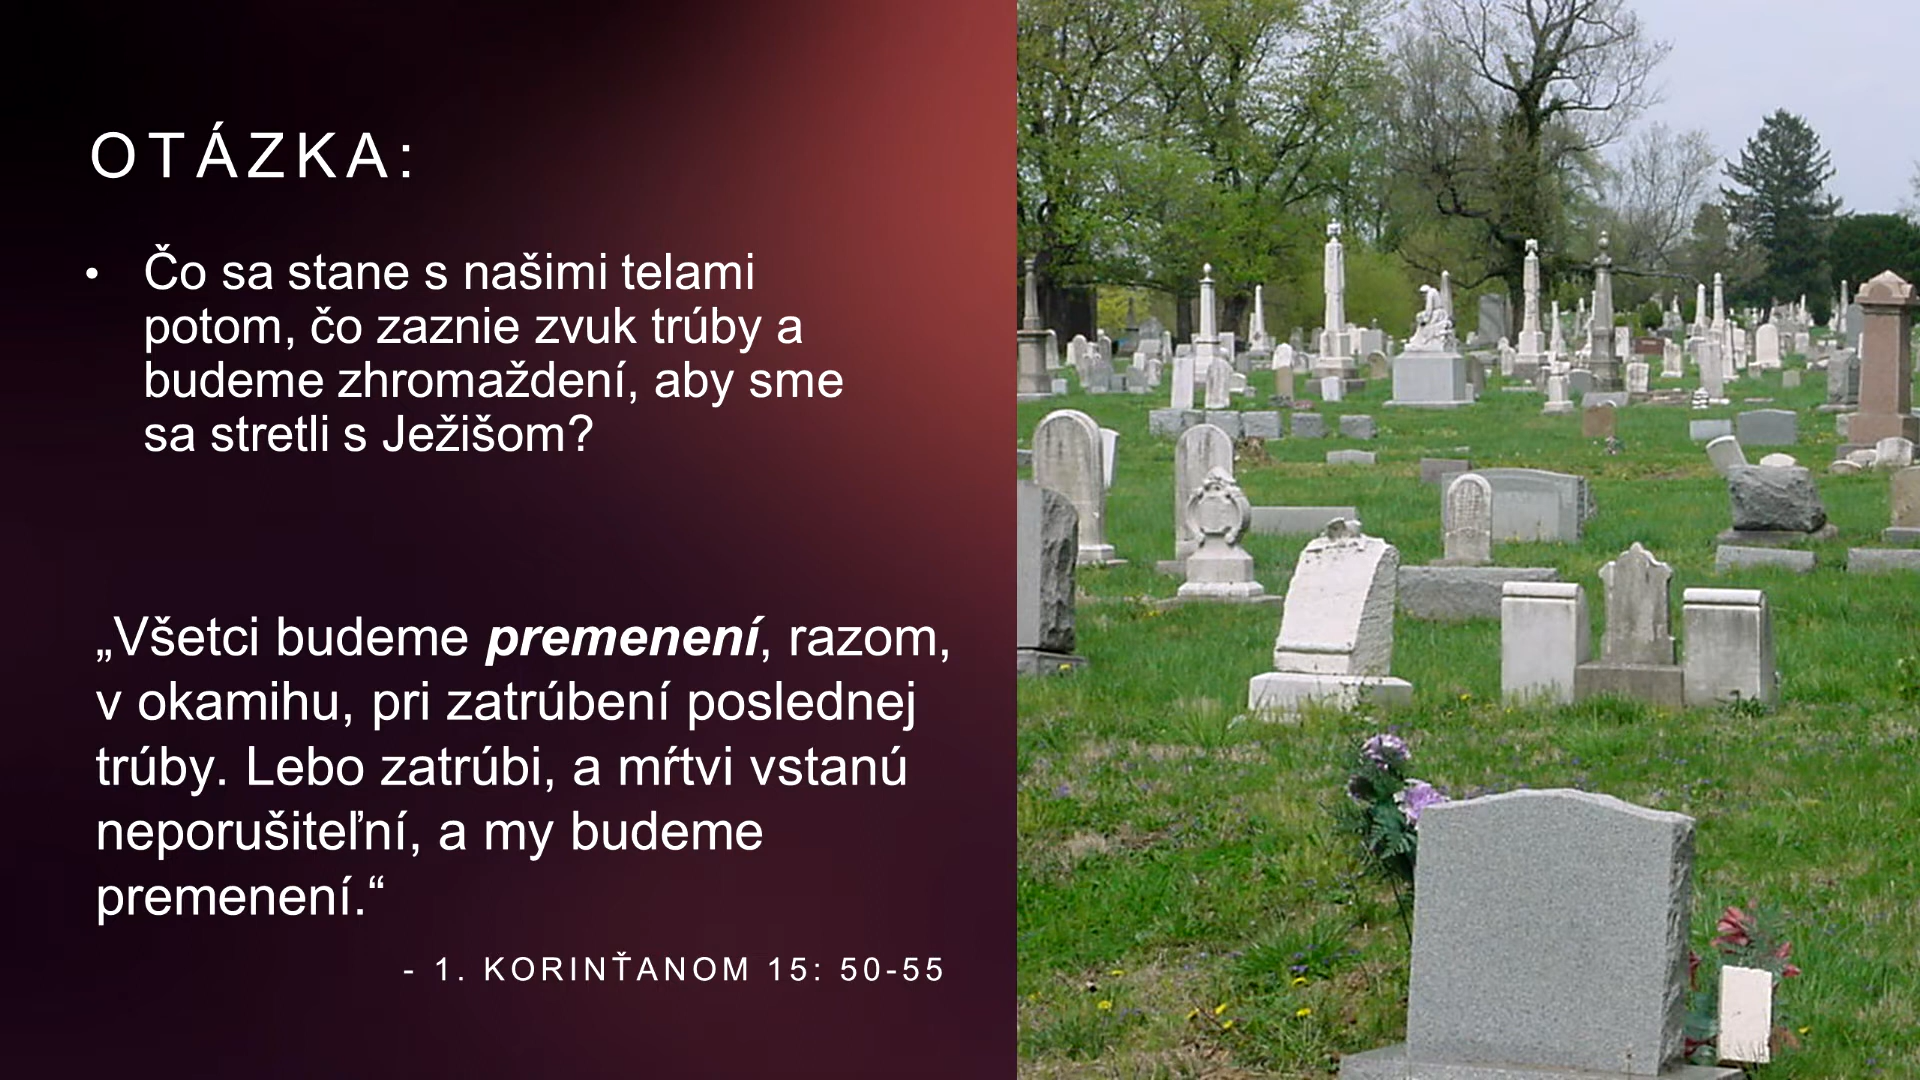 OTÁZKA:
• Čo sa stane s našimi telami
potom, čo zaznie zvuk trúby a
budeme zhromaždení, aby sme
sa stretli s Ježišom?
„Všetci budeme premenení, razom,
v okamihu, pri zatrúbení poslednej
trúby. Lebo zatrúbi, a mŕtvi vstanú
neporušiteľní, a my budeme
premenení.“
- 1. KORINŤANOM 15: 50-55